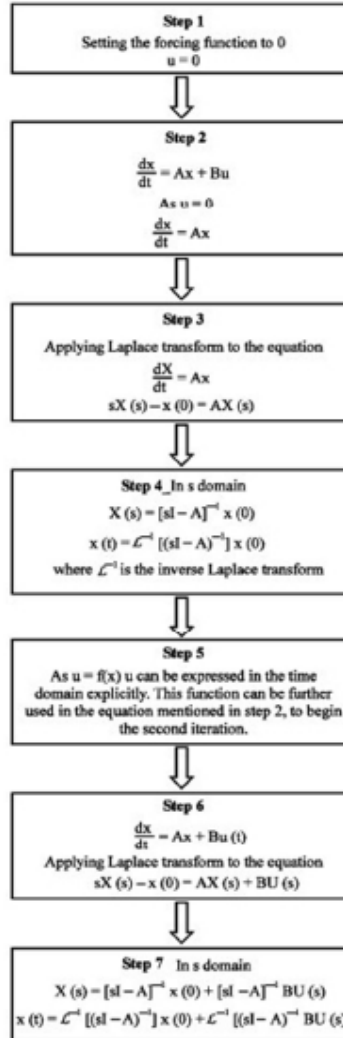 Step 1
Setting the forcing function to 0
u = 0
Step 2
dx/dt = Ax + Bu
As u = 0
dx/dt = Ax
Step 3
Applying Laplace transform to the equation
dX/dt = Ax
sX (s) – x (0) = AX (s)
Step 4_In s domain
X (s) = [sI – A]⁻¹ x (0)
x (t) = ℒ⁻¹ [(sI – A)⁻¹] x (0)
where ℒ⁻¹ is the inverse Laplace transform
Step 5
As u = f(x) u can be expressed in the time
domain explicitly. This function can be further
used in the equation mentioned in step 2, to begin
the second iteration.
Step 6
dx/dt = Ax + Bu (t)
Applying Laplace transform to the equation
sX (s) – x (0) = AX (s) + BU (s)
Step 7 In s domain
X (s) = [sI – A]⁻¹ x (0) + [sI – A]⁻¹ BU (s)
x (t) = ℒ⁻¹ [(sI – A)⁻¹] x (0) + ℒ⁻¹ [(sI – A)⁻¹ BU (s)